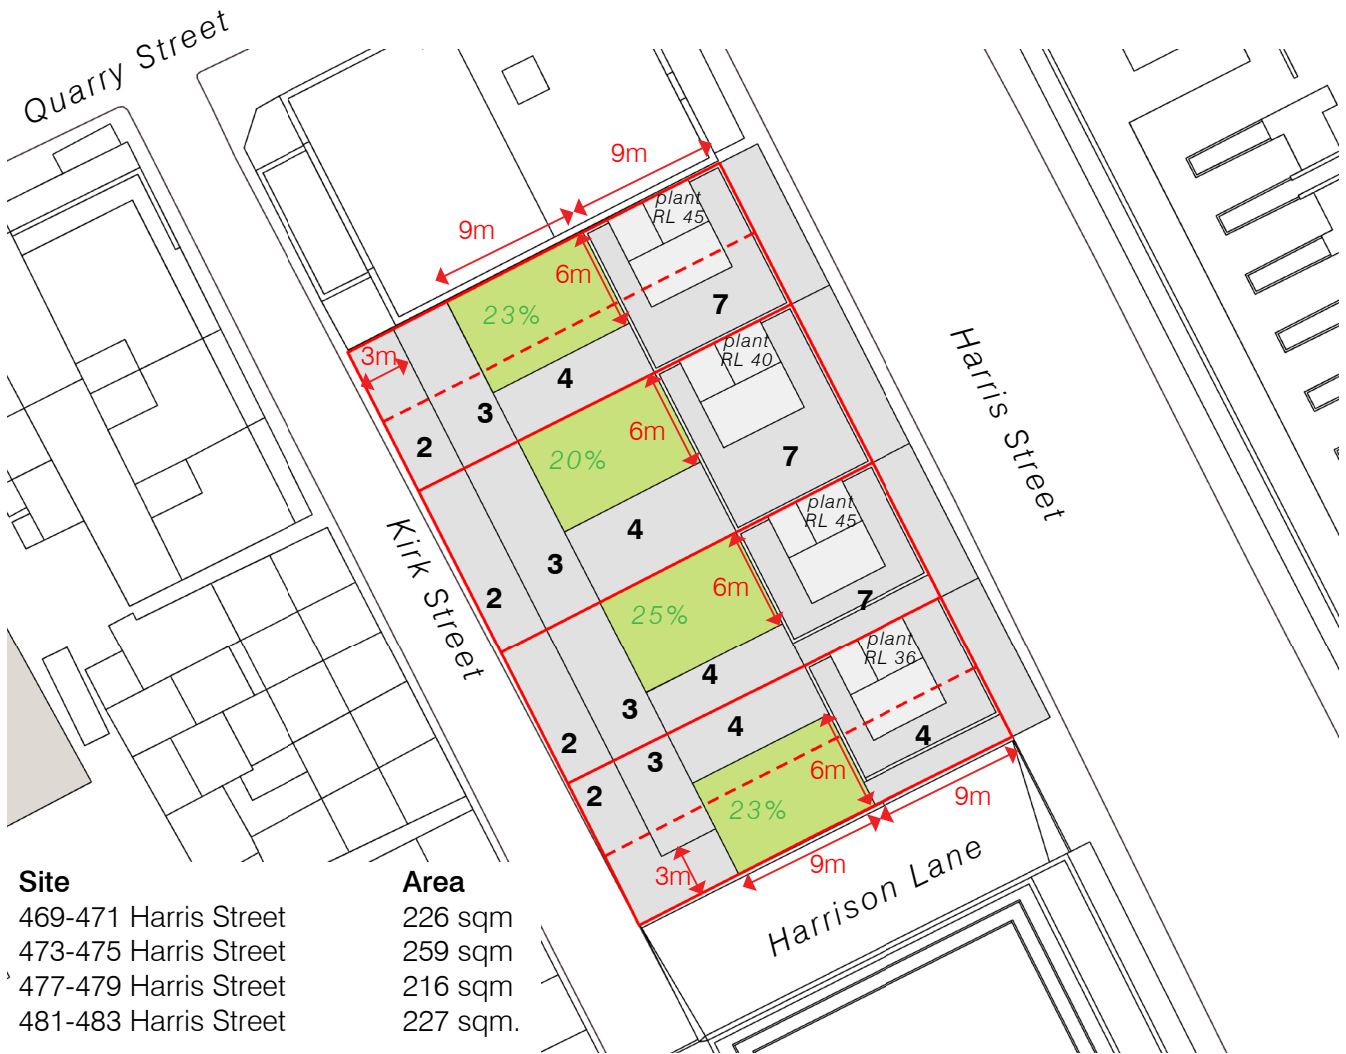 Quarry Street
9m
9m
plant
RL 45
6m
23%
7
3m
4
plant
RL 40
3
2
6m
20%
7
Harris Street
4
plant
RL 45
Kirk Street
3
2
6m
25%
7
4
plant
RL 36
3
2
4
4
3
2
6m
23%
9m
9m
3m
Harrison Lane
Site Area
469-471 Harris Street 226 sqm
473-475 Harris Street 259 sqm
477-479 Harris Street 216 sqm
481-483 Harris Street 227 sqm.